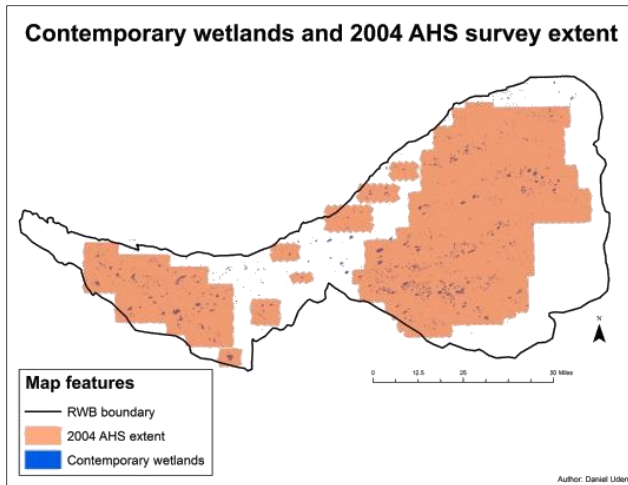 Contemporary wetlands and 2004 AHS survey extent
N
0 12.5 25 50 Miles
Map features
RWB boundary
2004 AHS extent
Contemporary wetlands
Author: Daniel Uden